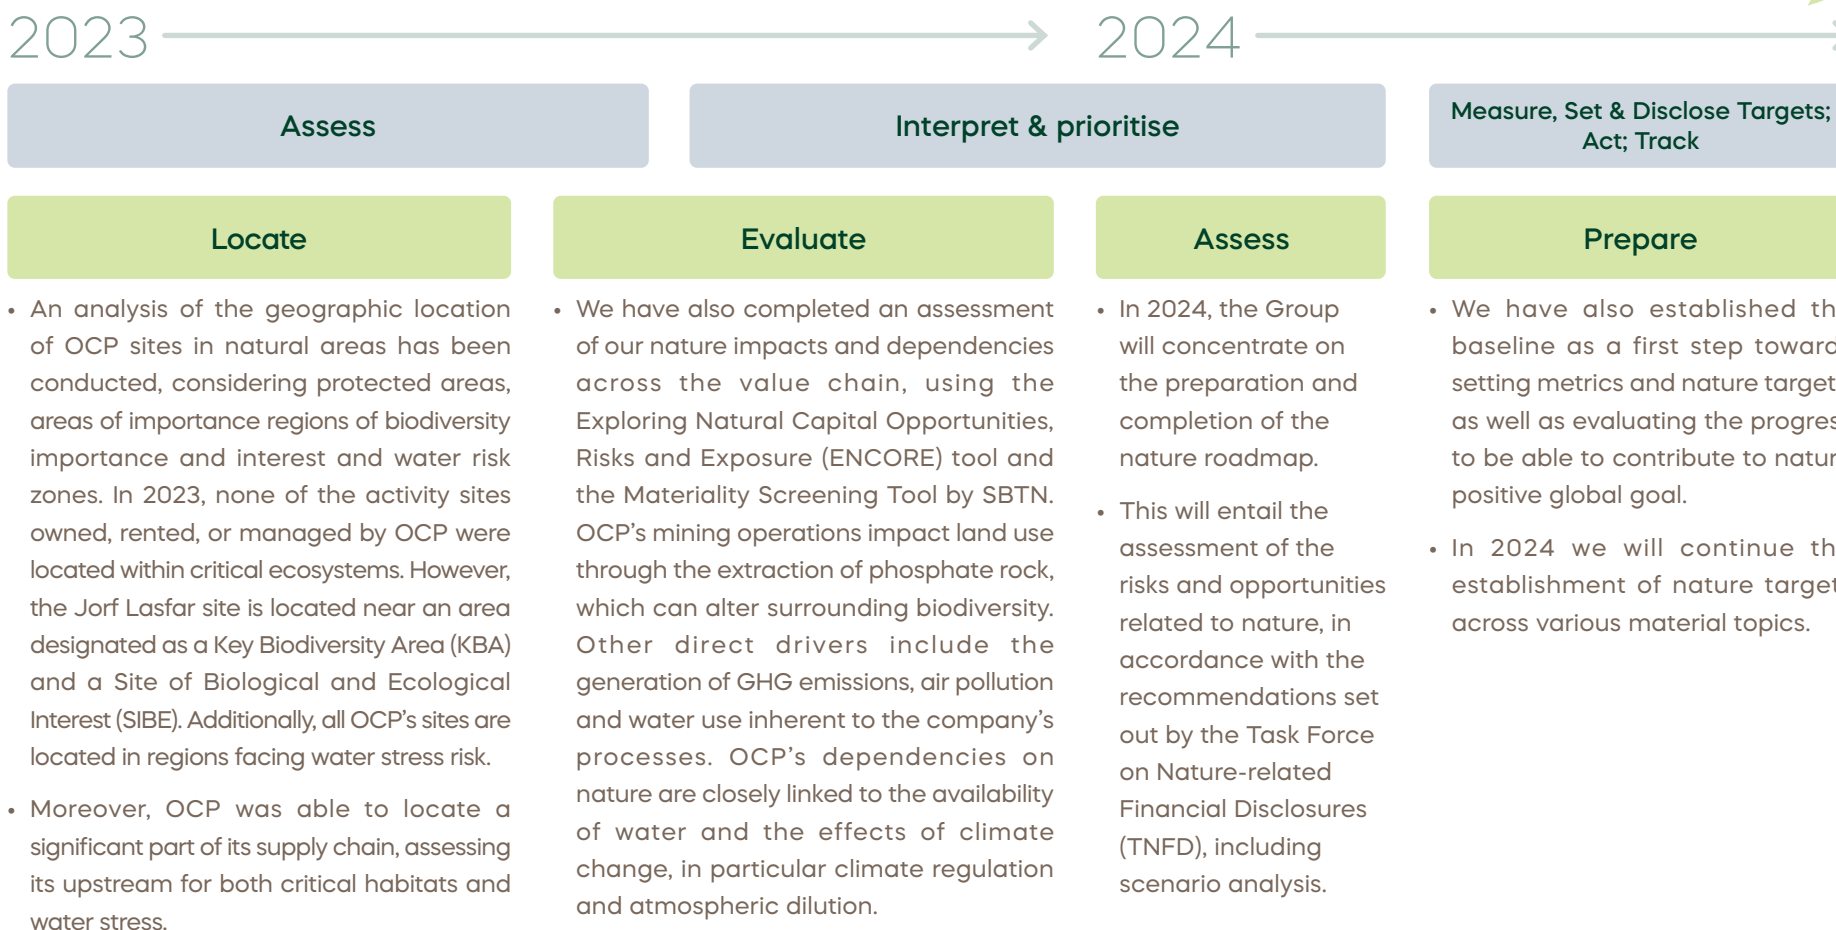 2023
2024
Assess
Interpret & prioritise
Measure, Set & Disclose Targets;
Act; Track
Locate
Evaluate
Assess
Prepare
• An analysis of the geographic location
of OCP sites in natural areas has been
conducted, considering protected areas,
areas of importance regions of biodiversity
importance and interest and water risk
zones. In 2023, none of the activity sites
owned, rented, or managed by OCP were
located within critical ecosystems. However,
the Jorf Lasfar site is located near an area
designated as a Key Biodiversity Area (KBA)
and a Site of Biological and Ecological
Interest (SIBE). Additionally, all OCP's sites are
located in regions facing water stress risk.
• Moreover, OCP was able to locate a
significant part of its supply chain, assessing
its upstream for both critical habitats and
water stress.
• We have also completed an assessment
of our nature impacts and dependencies
across the value chain, using the
Exploring Natural Capital Opportunities,
Risks and Exposure (ENCORE) tool and
the Materiality Screening Tool by SBTN.
OCP's mining operations impact land use
through the extraction of phosphate rock,
which can alter surrounding biodiversity.
Other direct drivers include the
generation of GHG emissions, air pollution
and water use inherent to the company's
processes. OCP's dependencies on
nature are closely linked to the availability
of water and the effects of climate
change, in particular climate regulation
and atmospheric dilution.
• In 2024, the Group
will concentrate on
the preparation and
completion of the
nature roadmap.
• This will entail the
assessment of the
risks and opportunities
related to nature, in
accordance with the
recommendations set
out by the Task Force
on Nature-related
Financial Disclosures
(TNFD), including
scenario analysis.
• We have also established
baseline as a first step
setting metrics and nature
as well as evaluating the
to be able to contribute to
positive global goal.
• In 2024 we will continue
establishment of nature
across various material topics.